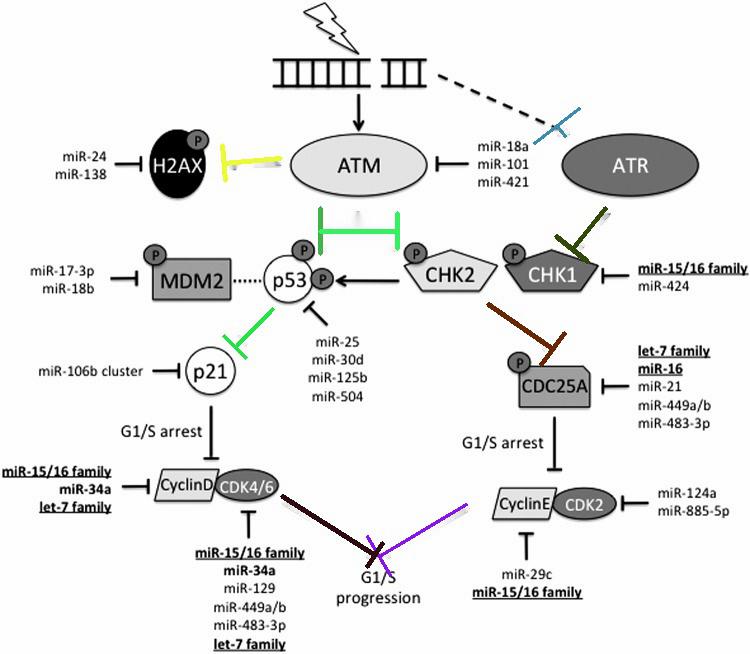 miR-24
miR-138
P
H2AX
ATM
miR-18a
miR-101
miR-421
ATR
miR-17-3p
miR-18b
P
MDM2
P
p53
P
P
CHK2
P
CHK1
miR-15/16 family
miR-424
miR-25
miR-30d
miR-125b
miR-504
miR-106b cluster
p21
P
CDC25A
let-7 family
miR-16
miR-21
miR-449a/b
miR-483-3p
G1/S arrest
G1/S arrest
miR-15/16 family
miR-34a
let-7 family
CyclinD
CDK4/6
CyclinE
CDK2
miR-124a
miR-885-5p
miR-15/16 family
miR-34a
miR-129
miR-449a/b
miR-483-3p
let-7 family
G1/S
progression
miR-29c
miR-15/16 family